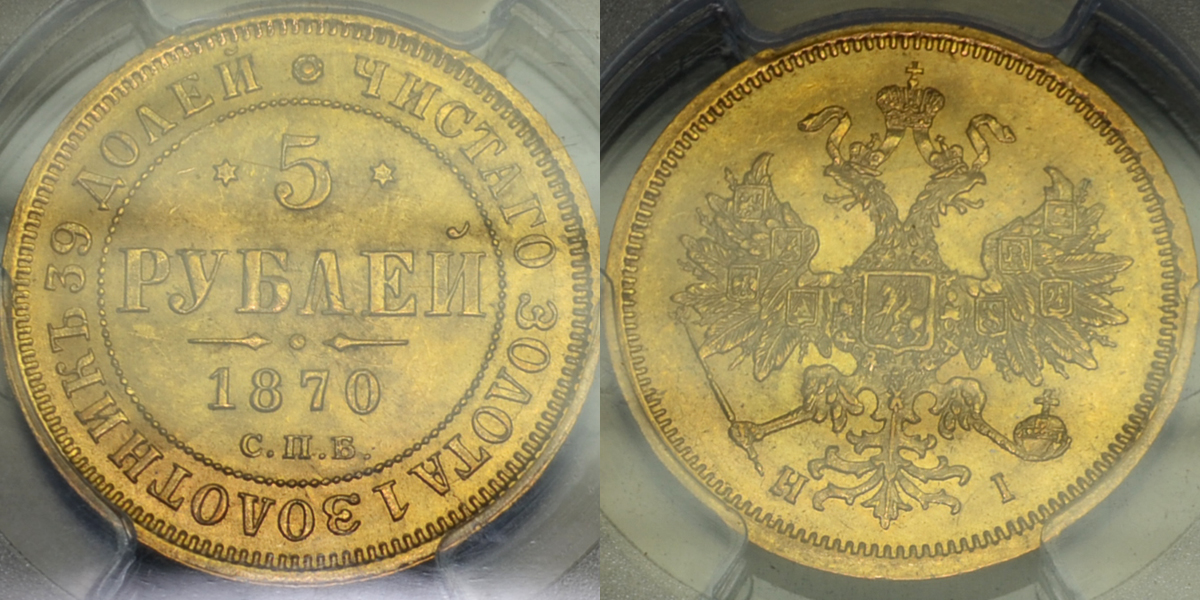 ЧИСТАГО ЗОЛОТА 1 ЗОЛОТНИКЪ 39 ДОЛЕЙ
5
РУБЛЕЙ
1870
С.П.Б.
Н I